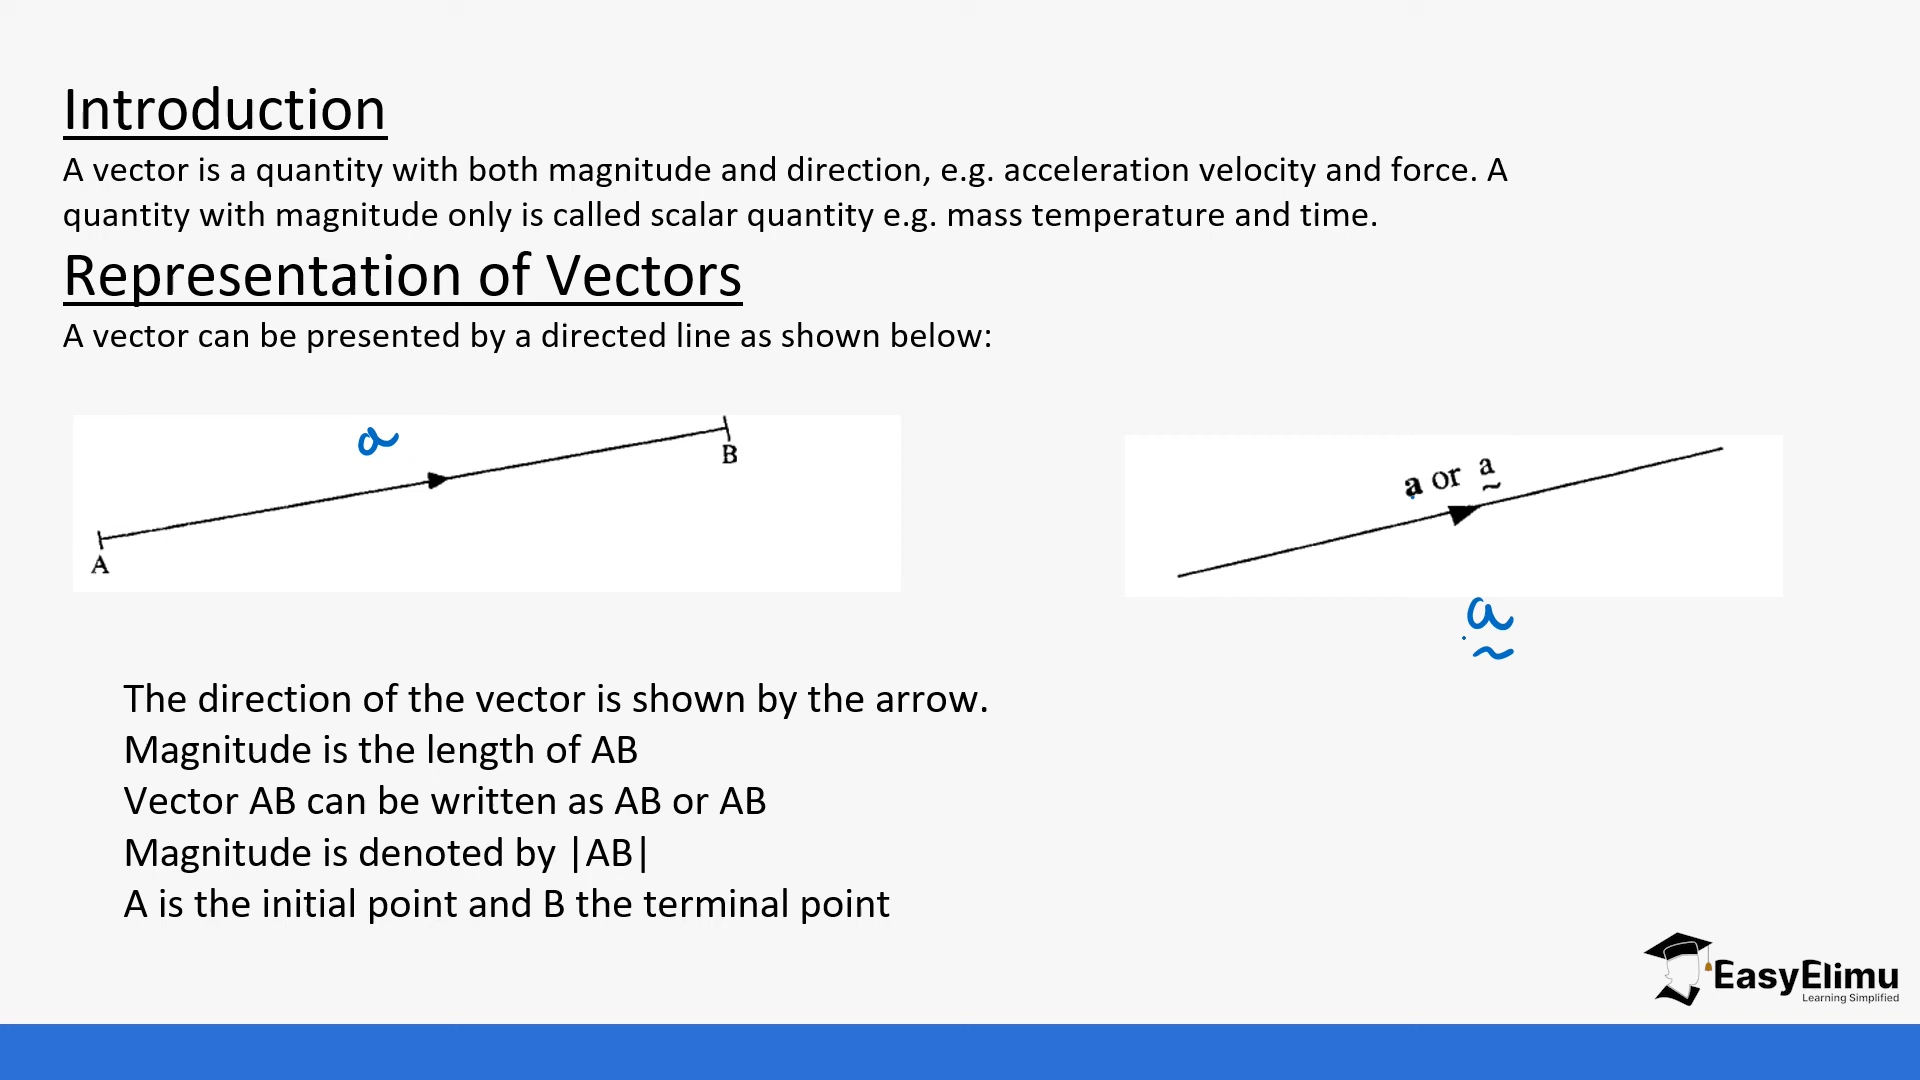 Introduction
A vector is a quantity with both magnitude and direction, e.g. acceleration velocity and force. A
quantity with magnitude only is called scalar quantity e.g. mass temperature and time.
Representation of Vectors
A vector can be presented by a directed line as shown below:
a
B
A
a or a
a
The direction of the vector is shown by the arrow.
Magnitude is the length of AB
Vector AB can be written as AB or AB
Magnitude is denoted by |AB|
A is the initial point and B the terminal point
EasyElimu
Learning Simplified